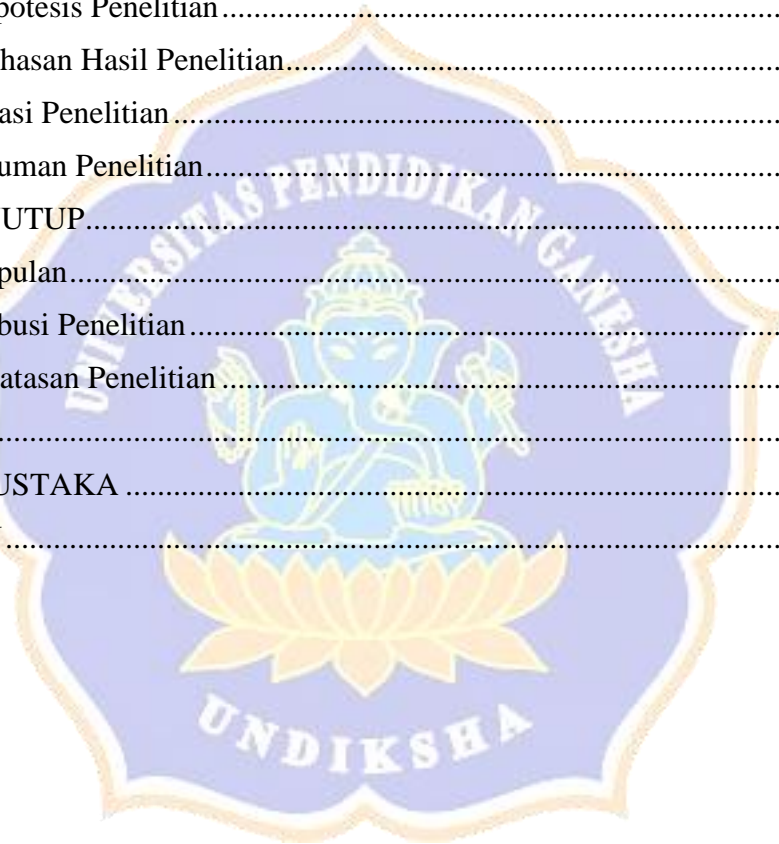 potesis Penelitian ........................................................................
hasan Hasil Penelitian ................................................................
asi Penelitian ..............................................................................
uman Penelitian ..........................................................................
UTUP ..........................................................................................
pulan ...........................................................................................
busi Penelitian .............................................................................
atasan Penelitian .........................................................................
....................................................................................................
USTAKA .....................................................................................
....................................................................................................
UNIVERSITAS PENDIDIKAN GANESHA
UNDIKSHA